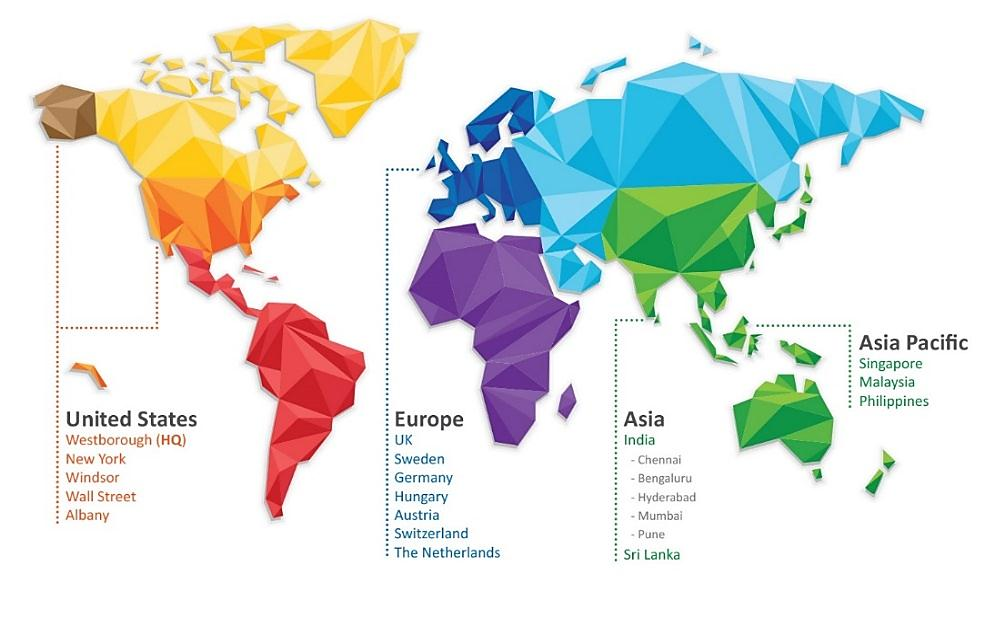 United States
Westborough (HQ)
New York
Windsor
Wall Street
Albany
Europe
UK
Sweden
Germany
Hungary
Austria
Switzerland
The Netherlands
Asia
India
- Chennai
- Bengaluru
- Hyderabad
- Mumbai
- Pune
Sri Lanka
Asia Pacific
Singapore
Malaysia
Philippines